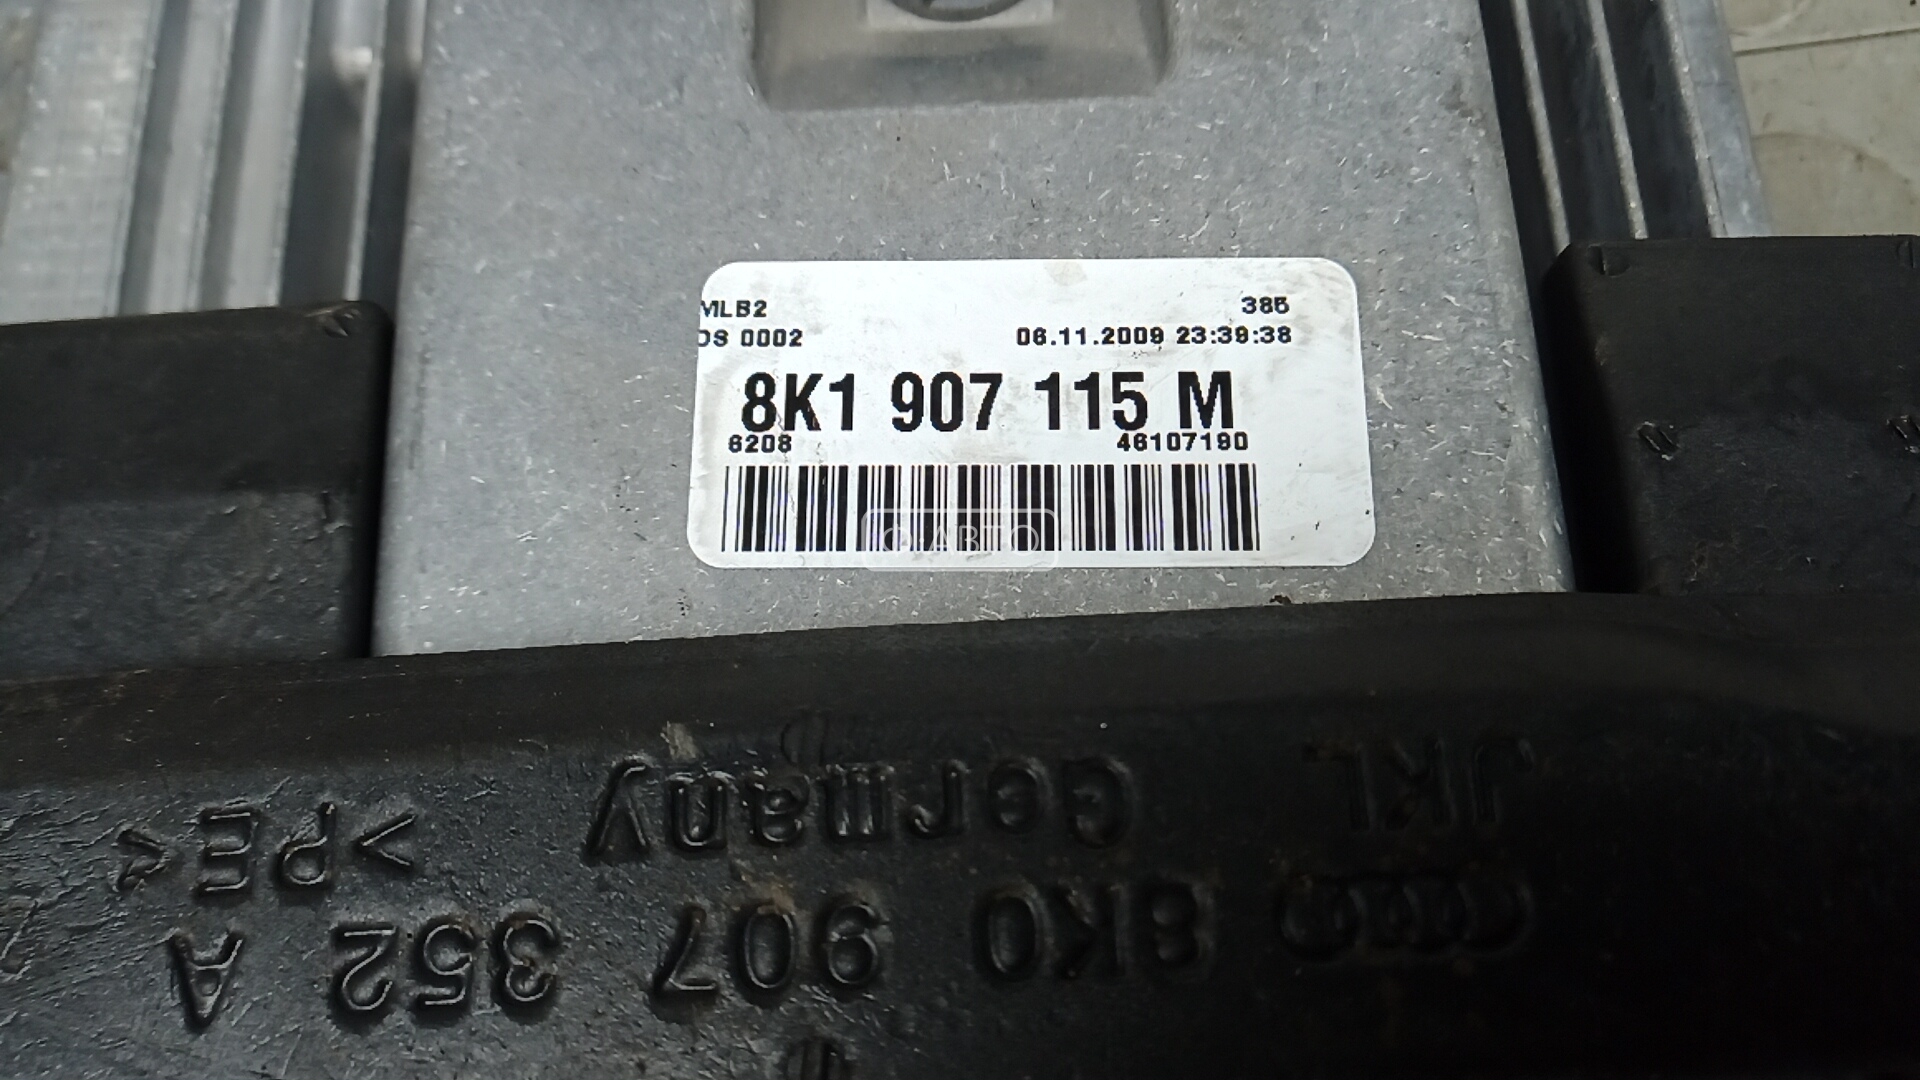 MLB2 385
DS 0002 06.11.2009 23:39:38
8K1 907 115 M
6208 46107190
О-АВТО
JKL Germany >PE<
8K0 907 352 A